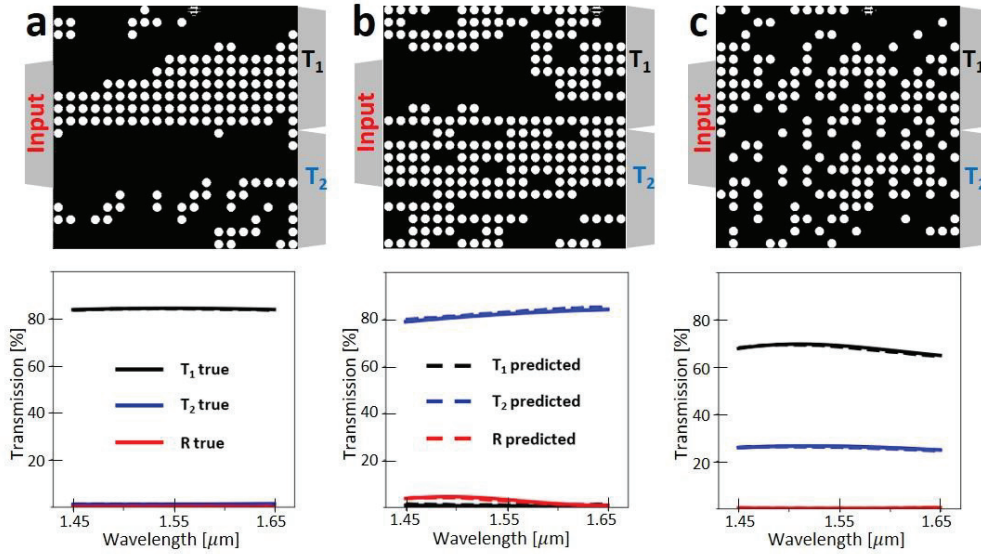 a
Input
T₁
T₂
b
Input
T₁
T₂
c
Input
T₁
T₂
Transmission [%]
80
60
40
20
T₁ true
T₂ true
R true
1.45
1.55
1.65
Wavelength [μm]
Transmission [%]
80
60
40
20
T₁ predicted
T₂ predicted
R predicted
1.45
1.55
1.65
Wavelength [μm]
Transmission [%]
80
60
40
20
1.45
1.55
1.65
Wavelength [μm]